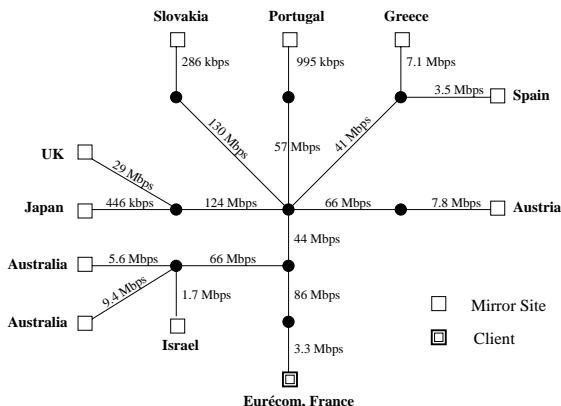 Slovakia
Portugal
Greece
286 kbps
995 kbps
7.1 Mbps
3.5 Mbps
Spain
130 Mbps
57 Mbps
41 Mbps
UK
29 Mbps
Japan
446 kbps
124 Mbps
66 Mbps
7.8 Mbps
Austria
44 Mbps
Australia
5.6 Mbps
66 Mbps
9.4 Mbps
1.7 Mbps
86 Mbps
Australia
Israel
Mirror Site
3.3 Mbps
Client
Eurécom, France